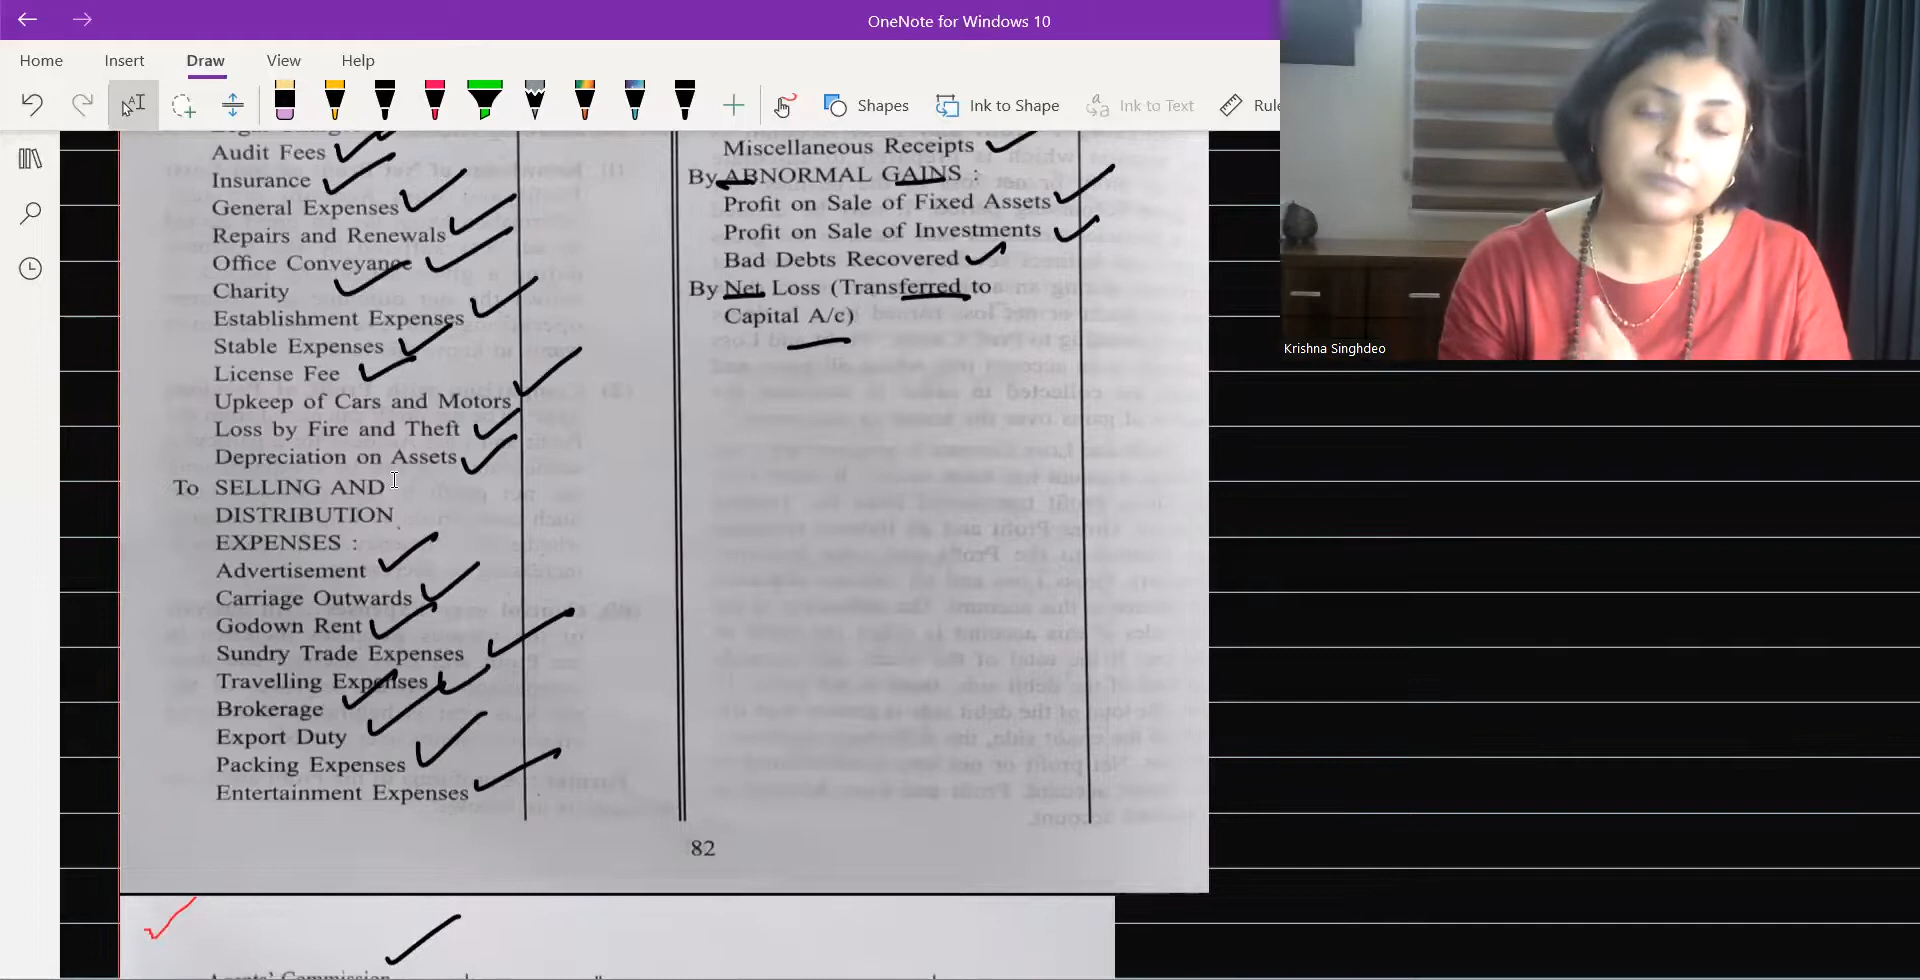 OneNote for Windows 10
Home Insert Draw View Help
Shapes Ink to Shape Ink to Text
Audit Fees
Insurance
General Expenses
Repairs and Renewals
Office Conveyance
Charity
Establishment Expenses
Stable Expenses
License Fee
Upkeep of Cars and Motors
Loss by Fire and Theft
Depreciation on Assets
To SELLING AND
DISTRIBUTION
EXPENSES :
Advertisement
Carriage Outwards
Godown Rent
Sundry Trade Expenses
Travelling Expenses
Brokerage
Export Duty
Packing Expenses
Entertainment Expenses
Miscellaneous Receipts
By ABNORMAL GAINS :
Profit on Sale of Fixed Assets
Profit on Sale of Investments
Bad Debts Recovered
By Net Loss (Transferred to
Capital A/c)
82
Agents' Commission
Krishna Singhdeo